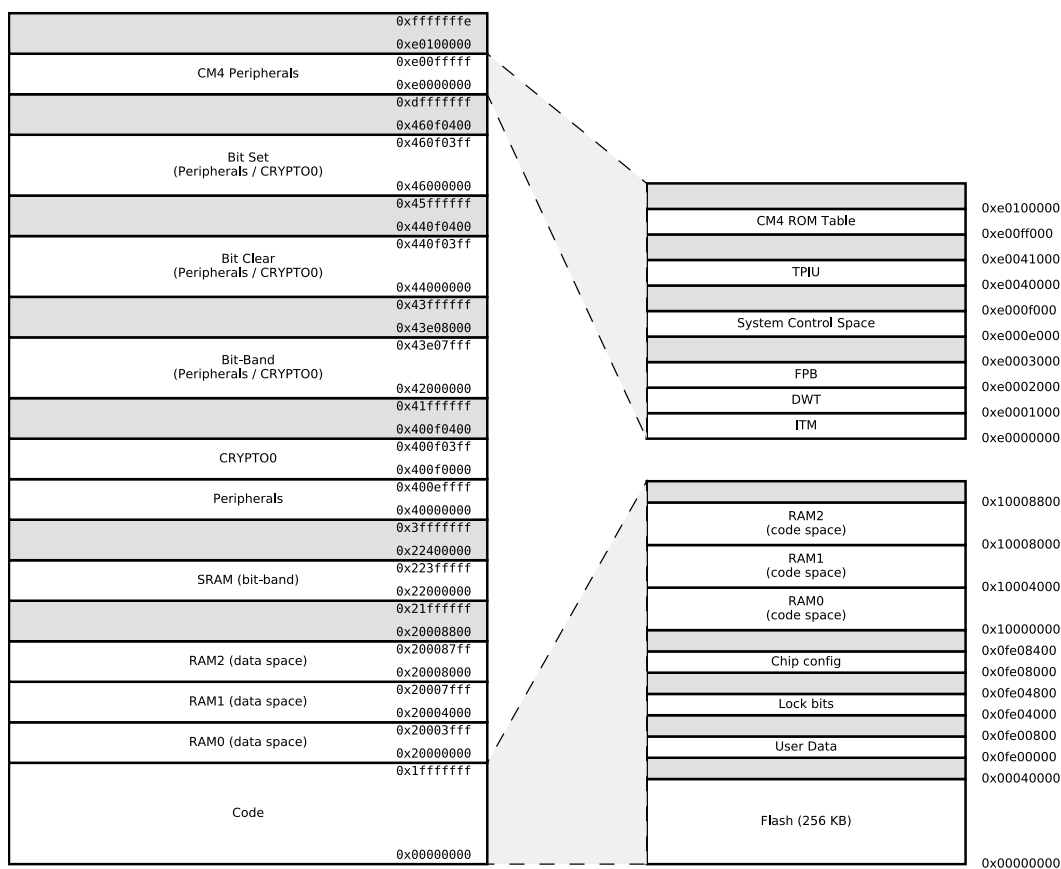 0xfffffffe
0xe0100000
0xe00fffff
CM4 Peripherals
0xe0000000
0xdfffffff
0x460f0400
0x460f03ff
Bit Set
(Peripherals / CRYPTO0)
0x46000000
0x45ffffff
0x440f0400
0x440f03ff
Bit Clear
(Peripherals / CRYPTO0)
0x44000000
0x43ffffff
0x43e08000
0x43e07fff
Bit-Band
(Peripherals / CRYPTO0)
0x42000000
0x41ffffff
0x400f0400
0x400f03ff
CRYPTO0
0x400f0000
0x400effff
Peripherals
0x40000000
0x3fffffff
0x22400000
0x223fffff
SRAM (bit-band)
0x22000000
0x21ffffff
0x20008800
0x200087ff
RAM2 (data space)
0x20008000
0x20007fff
RAM1 (data space)
0x20004000
0x20003fff
RAM0 (data space)
0x20000000
0x1fffffff
Code
0x00000000
0xe0100000
CM4 ROM Table
0xe00ff000
0xe0041000
TPIU
0xe0040000
0xe000f000
System Control Space
0xe000e000
0xe0003000
FPB
0xe0002000
DWT
0xe0001000
ITM
0xe0000000
0x10008800
RAM2
(code space)
0x10008000
RAM1
(code space)
0x10004000
RAM0
(code space)
0x10000000
0x0fe08400
Chip config
0x0fe08000
0x0fe04800
Lock bits
0x0fe04000
0x0fe00800
User Data
0x0fe00000
0x00040000
Flash (256 KB)
0x00000000